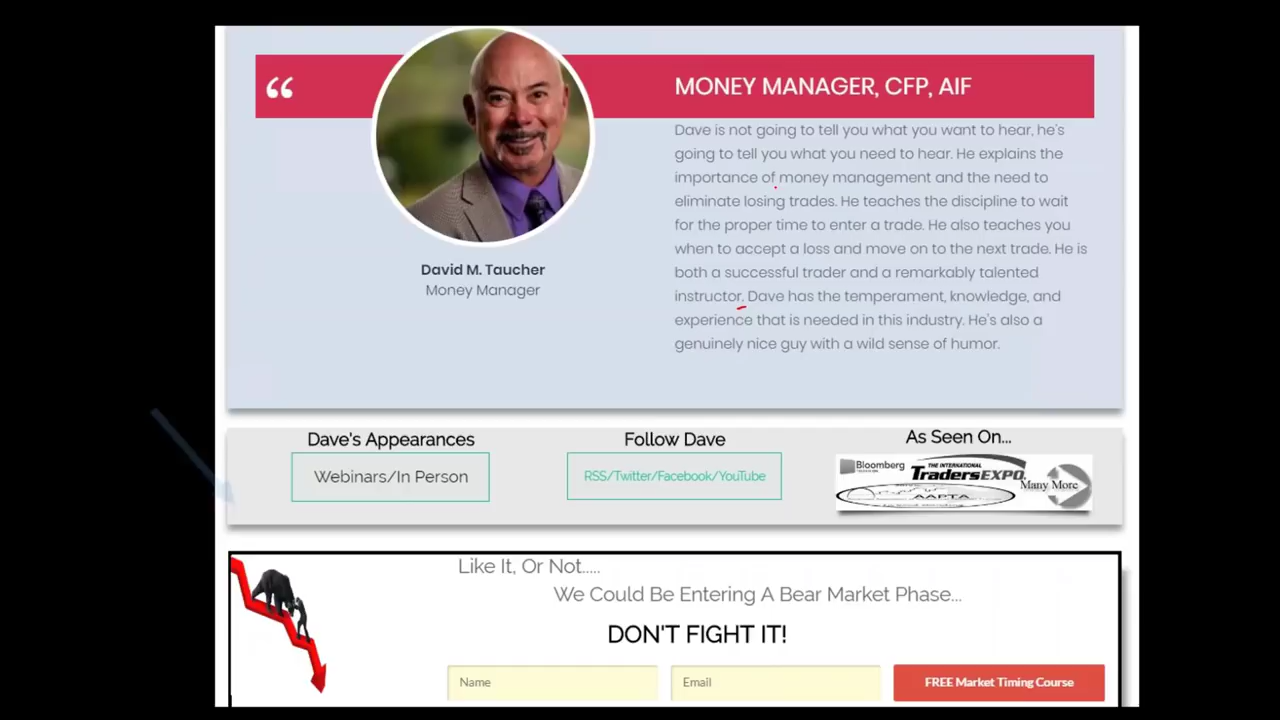 “
MONEY MANAGER, CFP, AIF
Dave is not going to tell you what you want to hear, he's
going to tell you what you need to hear. He explains the
importance of money management and the need to
eliminate losing trades. He teaches the discipline to wait
for the proper time to enter a trade. He also teaches you
when to accept a loss and move on to the next trade. He is
both a successful trader and a remarkably talented
instructor. Dave has the temperament, knowledge, and
experience that is needed in this industry. He's also a
genuinely nice guy with a wild sense of humor.
David M. Taucher
Money Manager
Dave's Appearances
Webinars/In Person
Follow Dave
RSS/Twitter/Facebook/YouTube
As Seen On...
Bloomberg
THE INTERNATIONAL
TradersEXPO
Many More
AAPTA
Like It, Or Not.....
We Could Be Entering A Bear Market Phase...
DON'T FIGHT IT!
Name
Email
FREE Market Timing Course